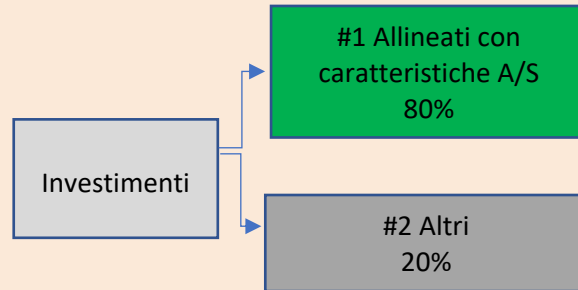 #1 Allineati con
caratteristiche A/S
80%
Investimenti
#2 Altri
20%